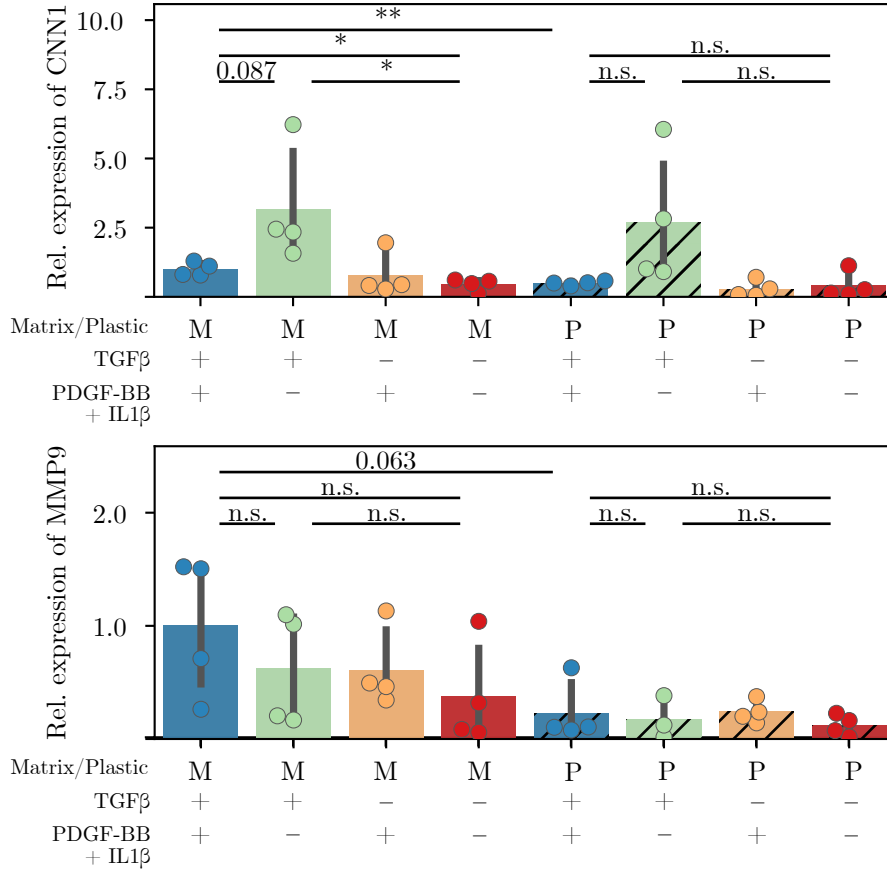 Rel. expression of CNN1
10.0
7.5
5.0
2.5
**
*
n.s.
0.087
*
n.s.
n.s.
Matrix/Plastic M M M M P P P P
TGFβ + + − − + + − −
PDGF-BB + − + − + − + −
+ IL1β
Rel. expression of MMP9
2.0
1.0
0.063
n.s.
n.s.
n.s.
n.s.
n.s.
n.s.
Matrix/Plastic M M M M P P P P
TGFβ + + − − + + − −
PDGF-BB + − + − + − + −
+ IL1β